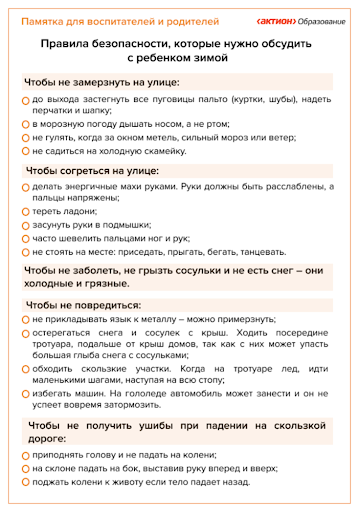 Памятка для воспитателей и родителей
‹АКТИОН› Образование
Правила безопасности, которые нужно обсудить
с ребенком зимой
Чтобы не замерзнуть на улице:
до выхода застегнуть все пуговицы пальто (куртки, шубы), надеть
перчатки и шапку;
в морозную погоду дышать носом, а не ртом;
не гулять, когда за окном метель, сильный мороз или ветер;
не садиться на холодную скамейку.
Чтобы согреться на улице:
делать энергичные махи руками. Руки должны быть расслаблены, а
пальцы напряжены;
тереть ладони;
засунуть руки в подмышки;
часто шевелить пальцами ног и рук;
не стоять на месте: приседать, прыгать, бегать, танцевать.
Чтобы не заболеть, не грызть сосульки и не есть снег – они
холодные и грязные.
Чтобы не повредиться:
не прикладывать язык к металлу – можно примерзнуть;
остерегаться снега и сосулек с крыш. Ходить посередине
тротуара, подальше от крыш домов, так как с них может упасть
большая глыба снега с сосульками;
обходить скользкие участки. Когда на тротуаре лед, идти
маленькими шагами, наступая на всю стопу;
избегать машин. На гололеде автомобиль может занести и он не
успеет вовремя затормозить.
Чтобы не получить ушибы при падении на скользкой
дороге:
приподнять голову и не падать на колени;
на склоне падать на бок, выставив руку вперед и вверх;
поджать колени к животу если тело падает назад.